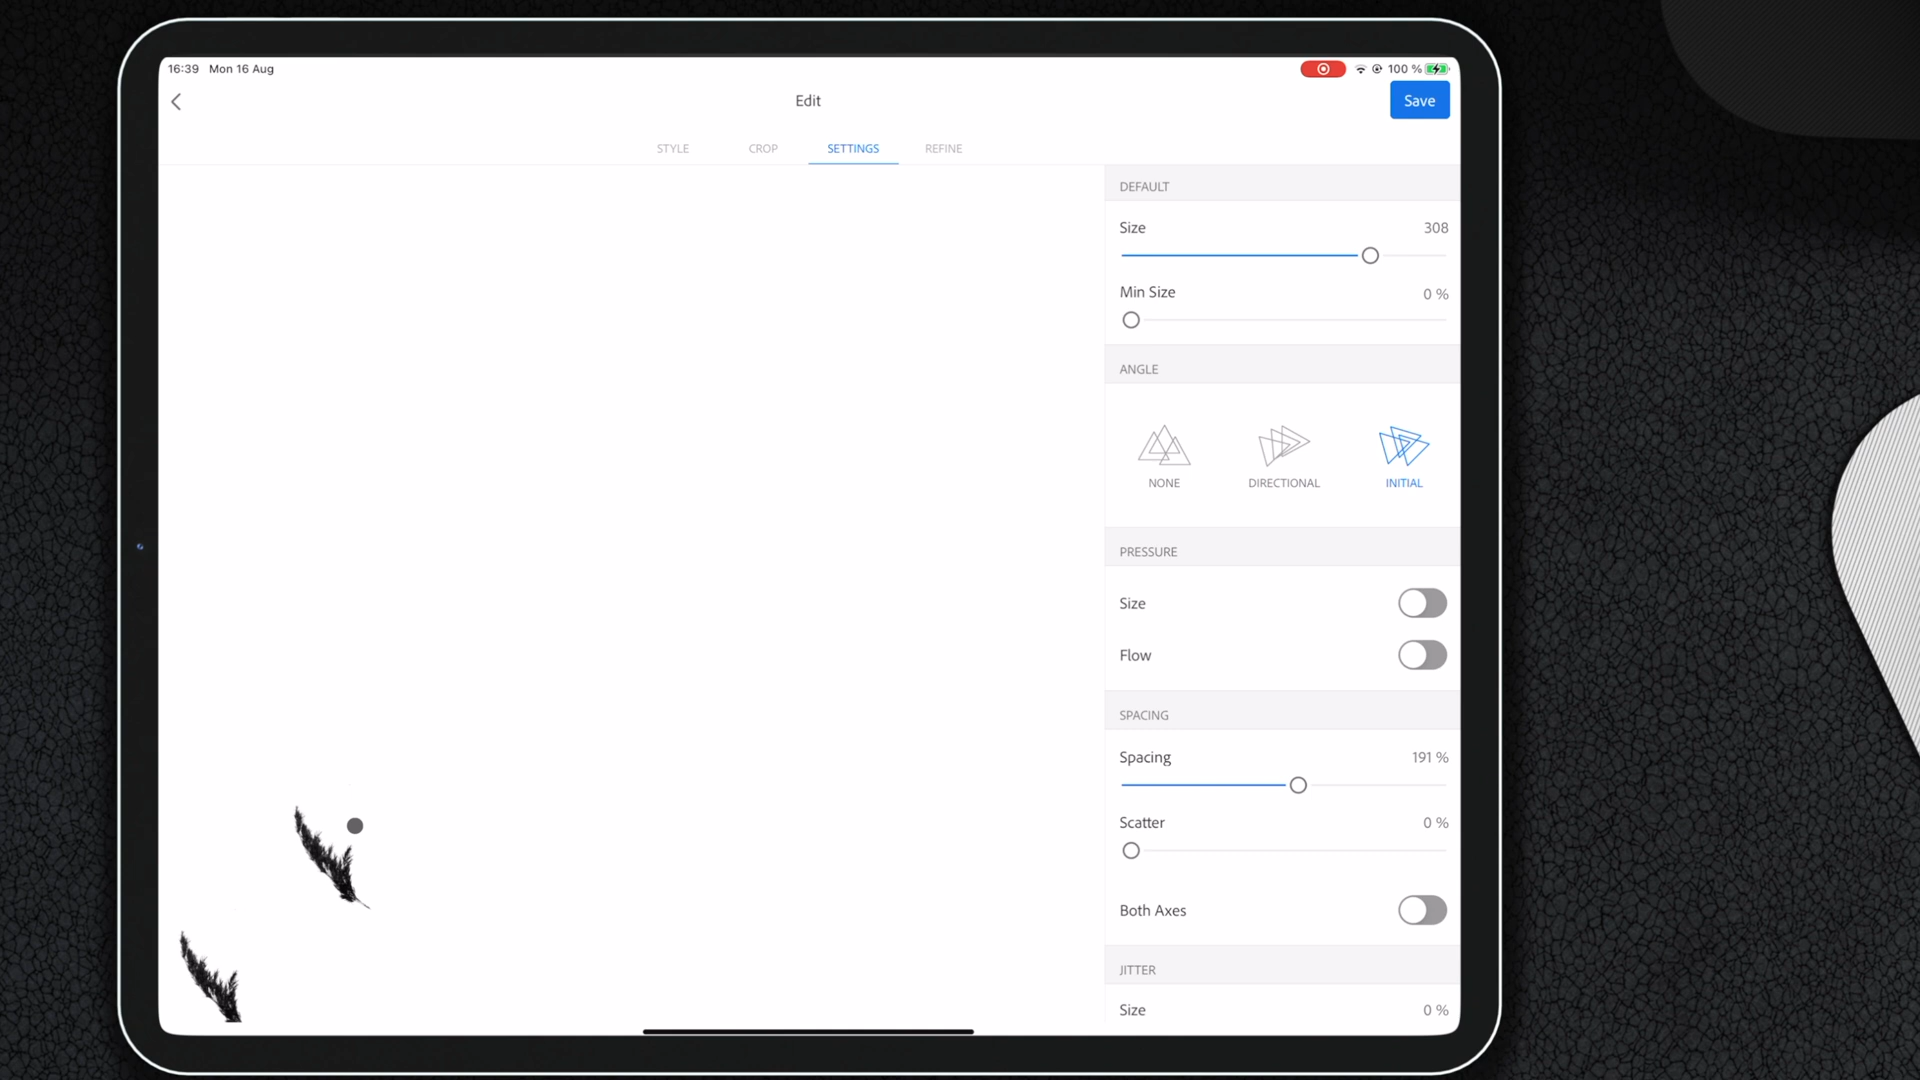 16:39 Mon 16 Aug
100 %
Edit
Save
STYLE CROP SETTINGS REFINE
DEFAULT
Size 308
Min Size 0 %
ANGLE
NONE DIRECTIONAL INITIAL
PRESSURE
Size
Flow
SPACING
Spacing 191 %
Scatter 0 %
Both Axes
JITTER
Size 0 %